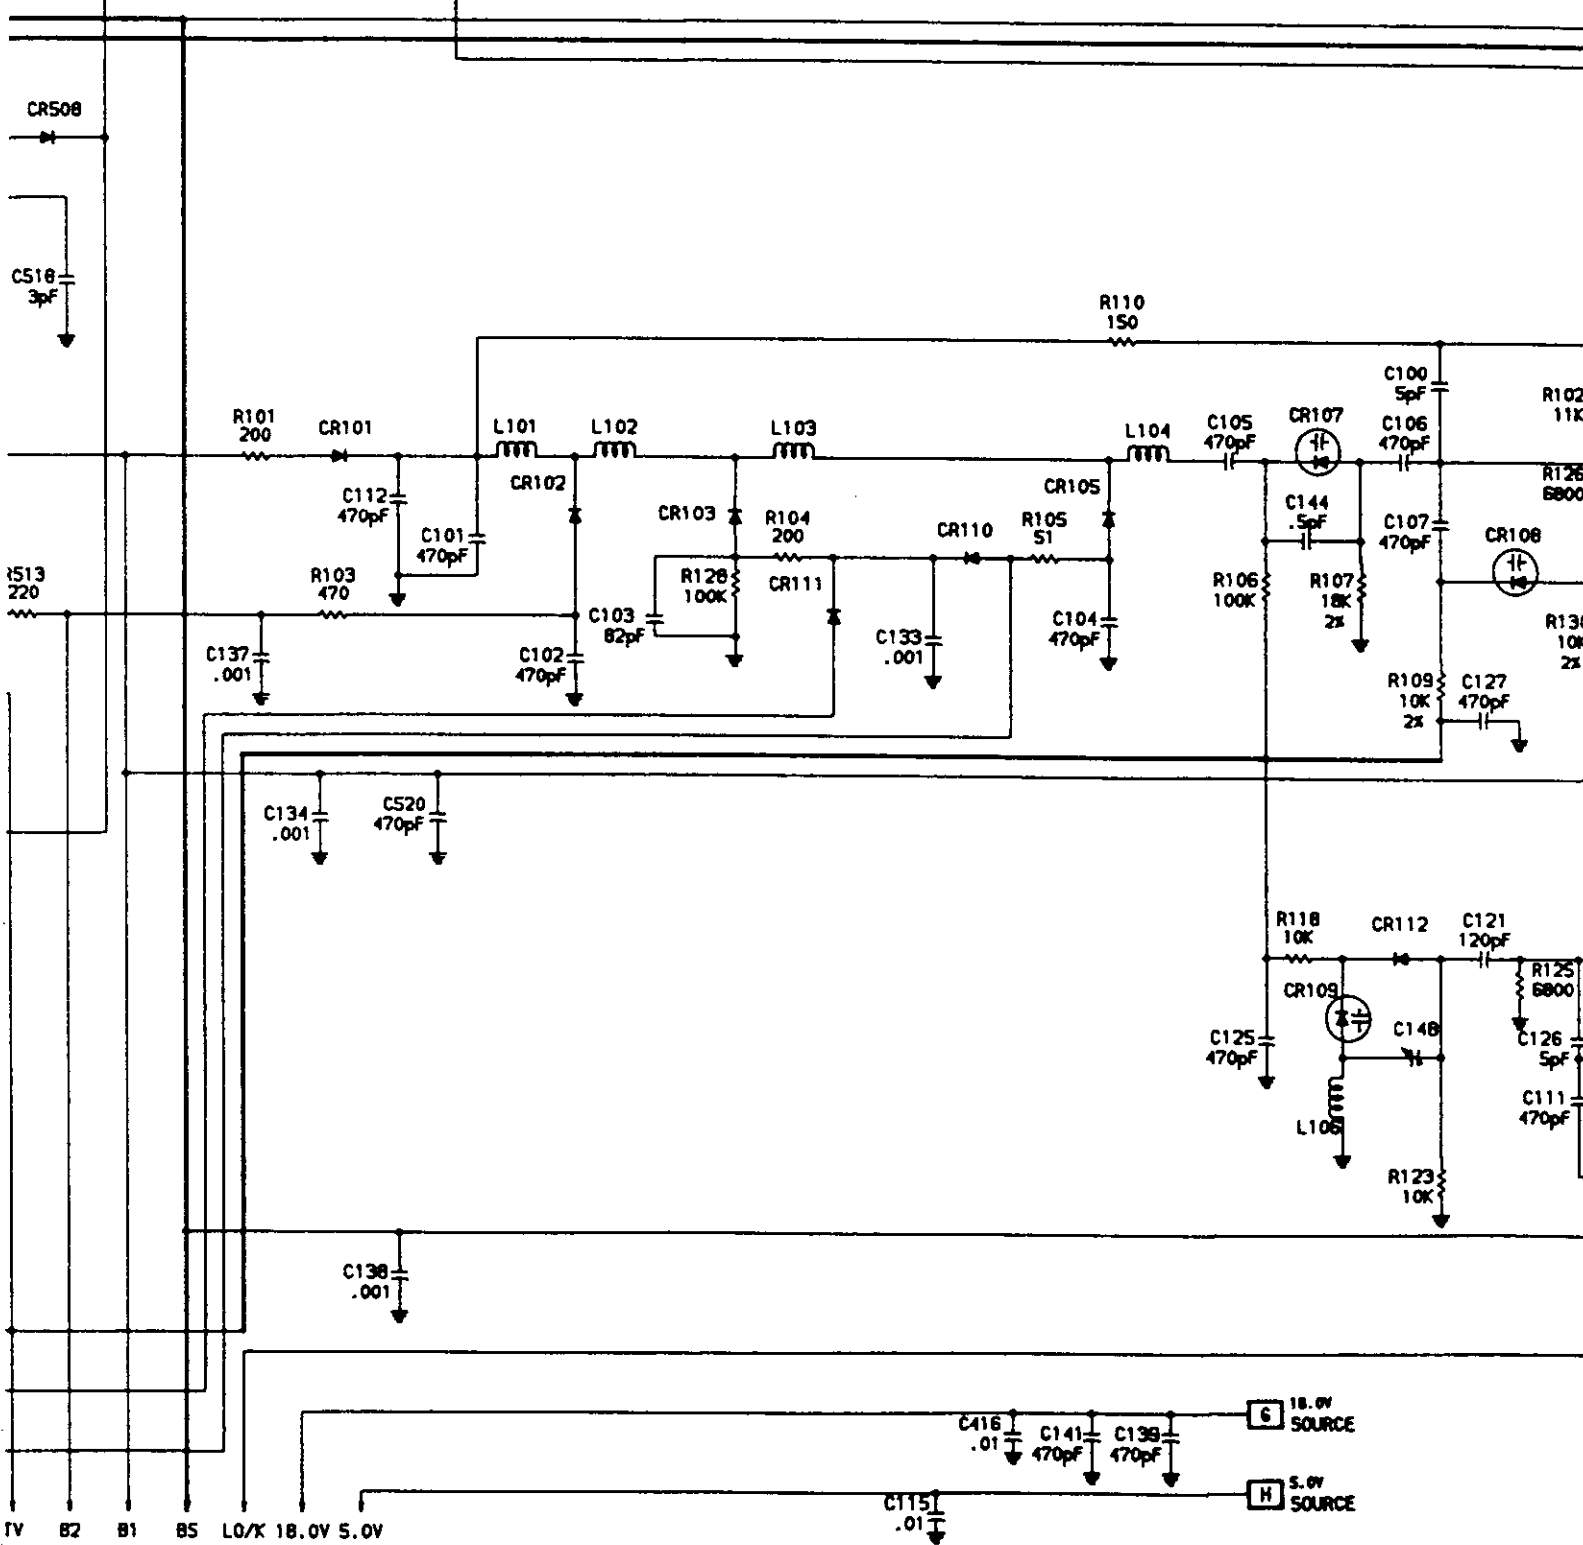 CR508
C518
3pF
R110
150
C100
5pF
R102
11K
R101
200
CR101
L101
L102
L103
L104
C105
470pF
CR107
C106
470pF
CR102
C112
470pF
C101
470pF
CR103
R104
200
CR110
R105
51
CR105
C144
.5pF
C107
470pF
R126
6800
CR108
R513
220
R103
470
R128
100K
CR111
C103
82pF
C133
.001
C104
470pF
R106
100K
R107
18K
2%
10K
2%
C137
.001
C102
470pF
R109
10K
2%
C127
470pF
C134
.001
C520
470pF
R118
10K
CR112
C121
120pF
R125
6800
CR109
C148
C125
470pF
C126
5pF
C111
470pF
L106
R123
10K
C138
.001
C416
.01
C141
470pF
C139
470pF
G
18.0V
SOURCE
C115
.01
H
5.0V
SOURCE
TV B2 B1 BS LO/K 18.0V 5.0V